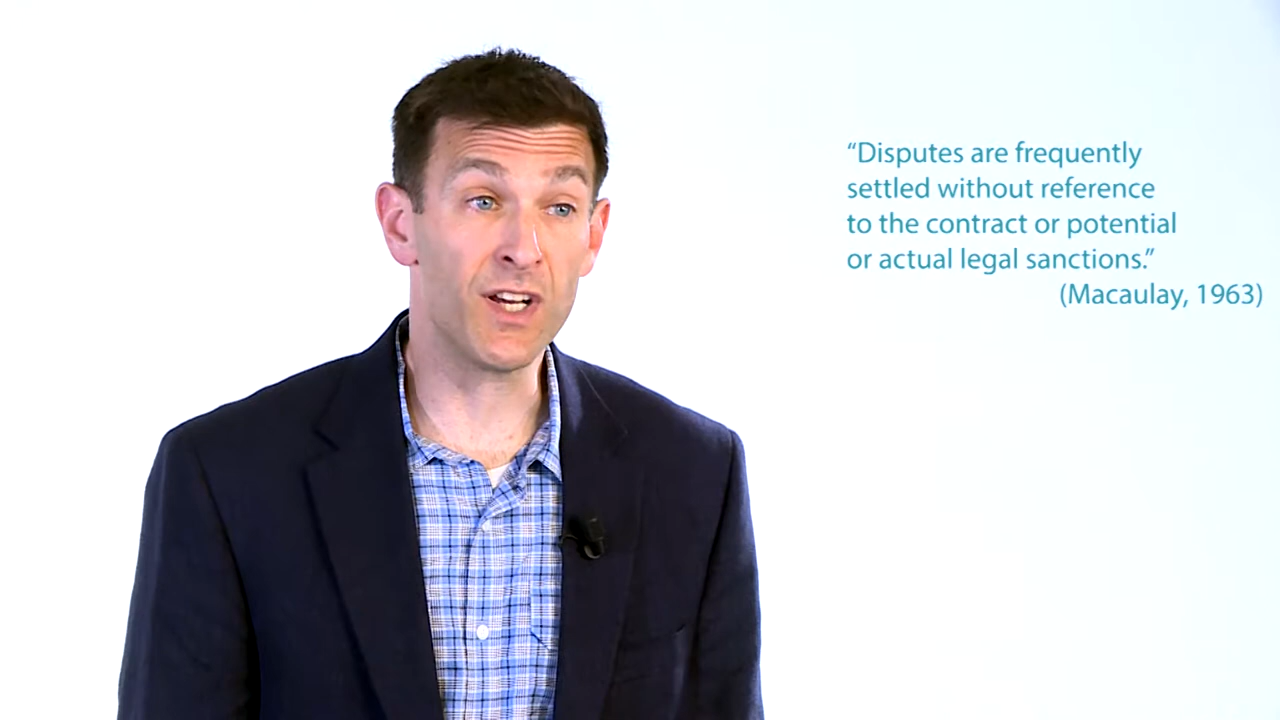 “Disputes are frequently
settled without reference
to the contract or potential
or actual legal sanctions.”
(Macaulay, 1963)